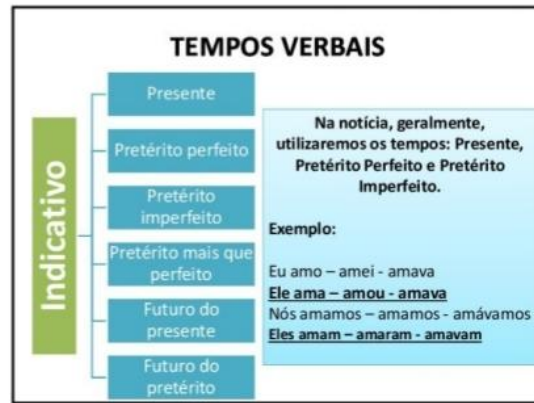 TEMPOS VERBAIS
Indicativo
Presente
Pretérito perfeito
Pretérito
imperfeito
Pretérito mais que
perfeito
Futuro do
presente
Futuro do
pretérito
Na notícia, geralmente,
utilizaremos os tempos: Presente,
Pretérito Perfeito e Pretérito
Imperfeito.
Exemplo:
Eu amo – amei - amava
Ele ama – amou - amava
Nós amamos – amamos - amávamos
Eles amam – amaram - amavam